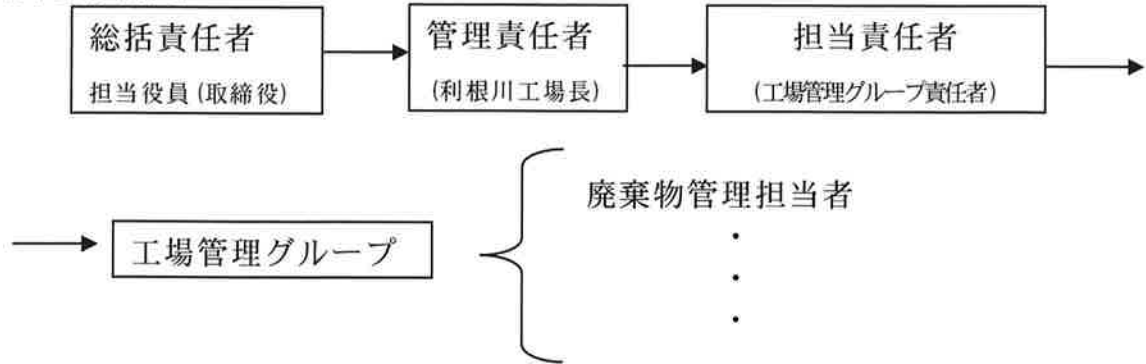 総括責任者
担当役員(取締役)
管理責任者
(利根川工場長)
担当責任者
(工場管理グループ責任者)
工場管理グループ
廃棄物管理担当者
・
・
・